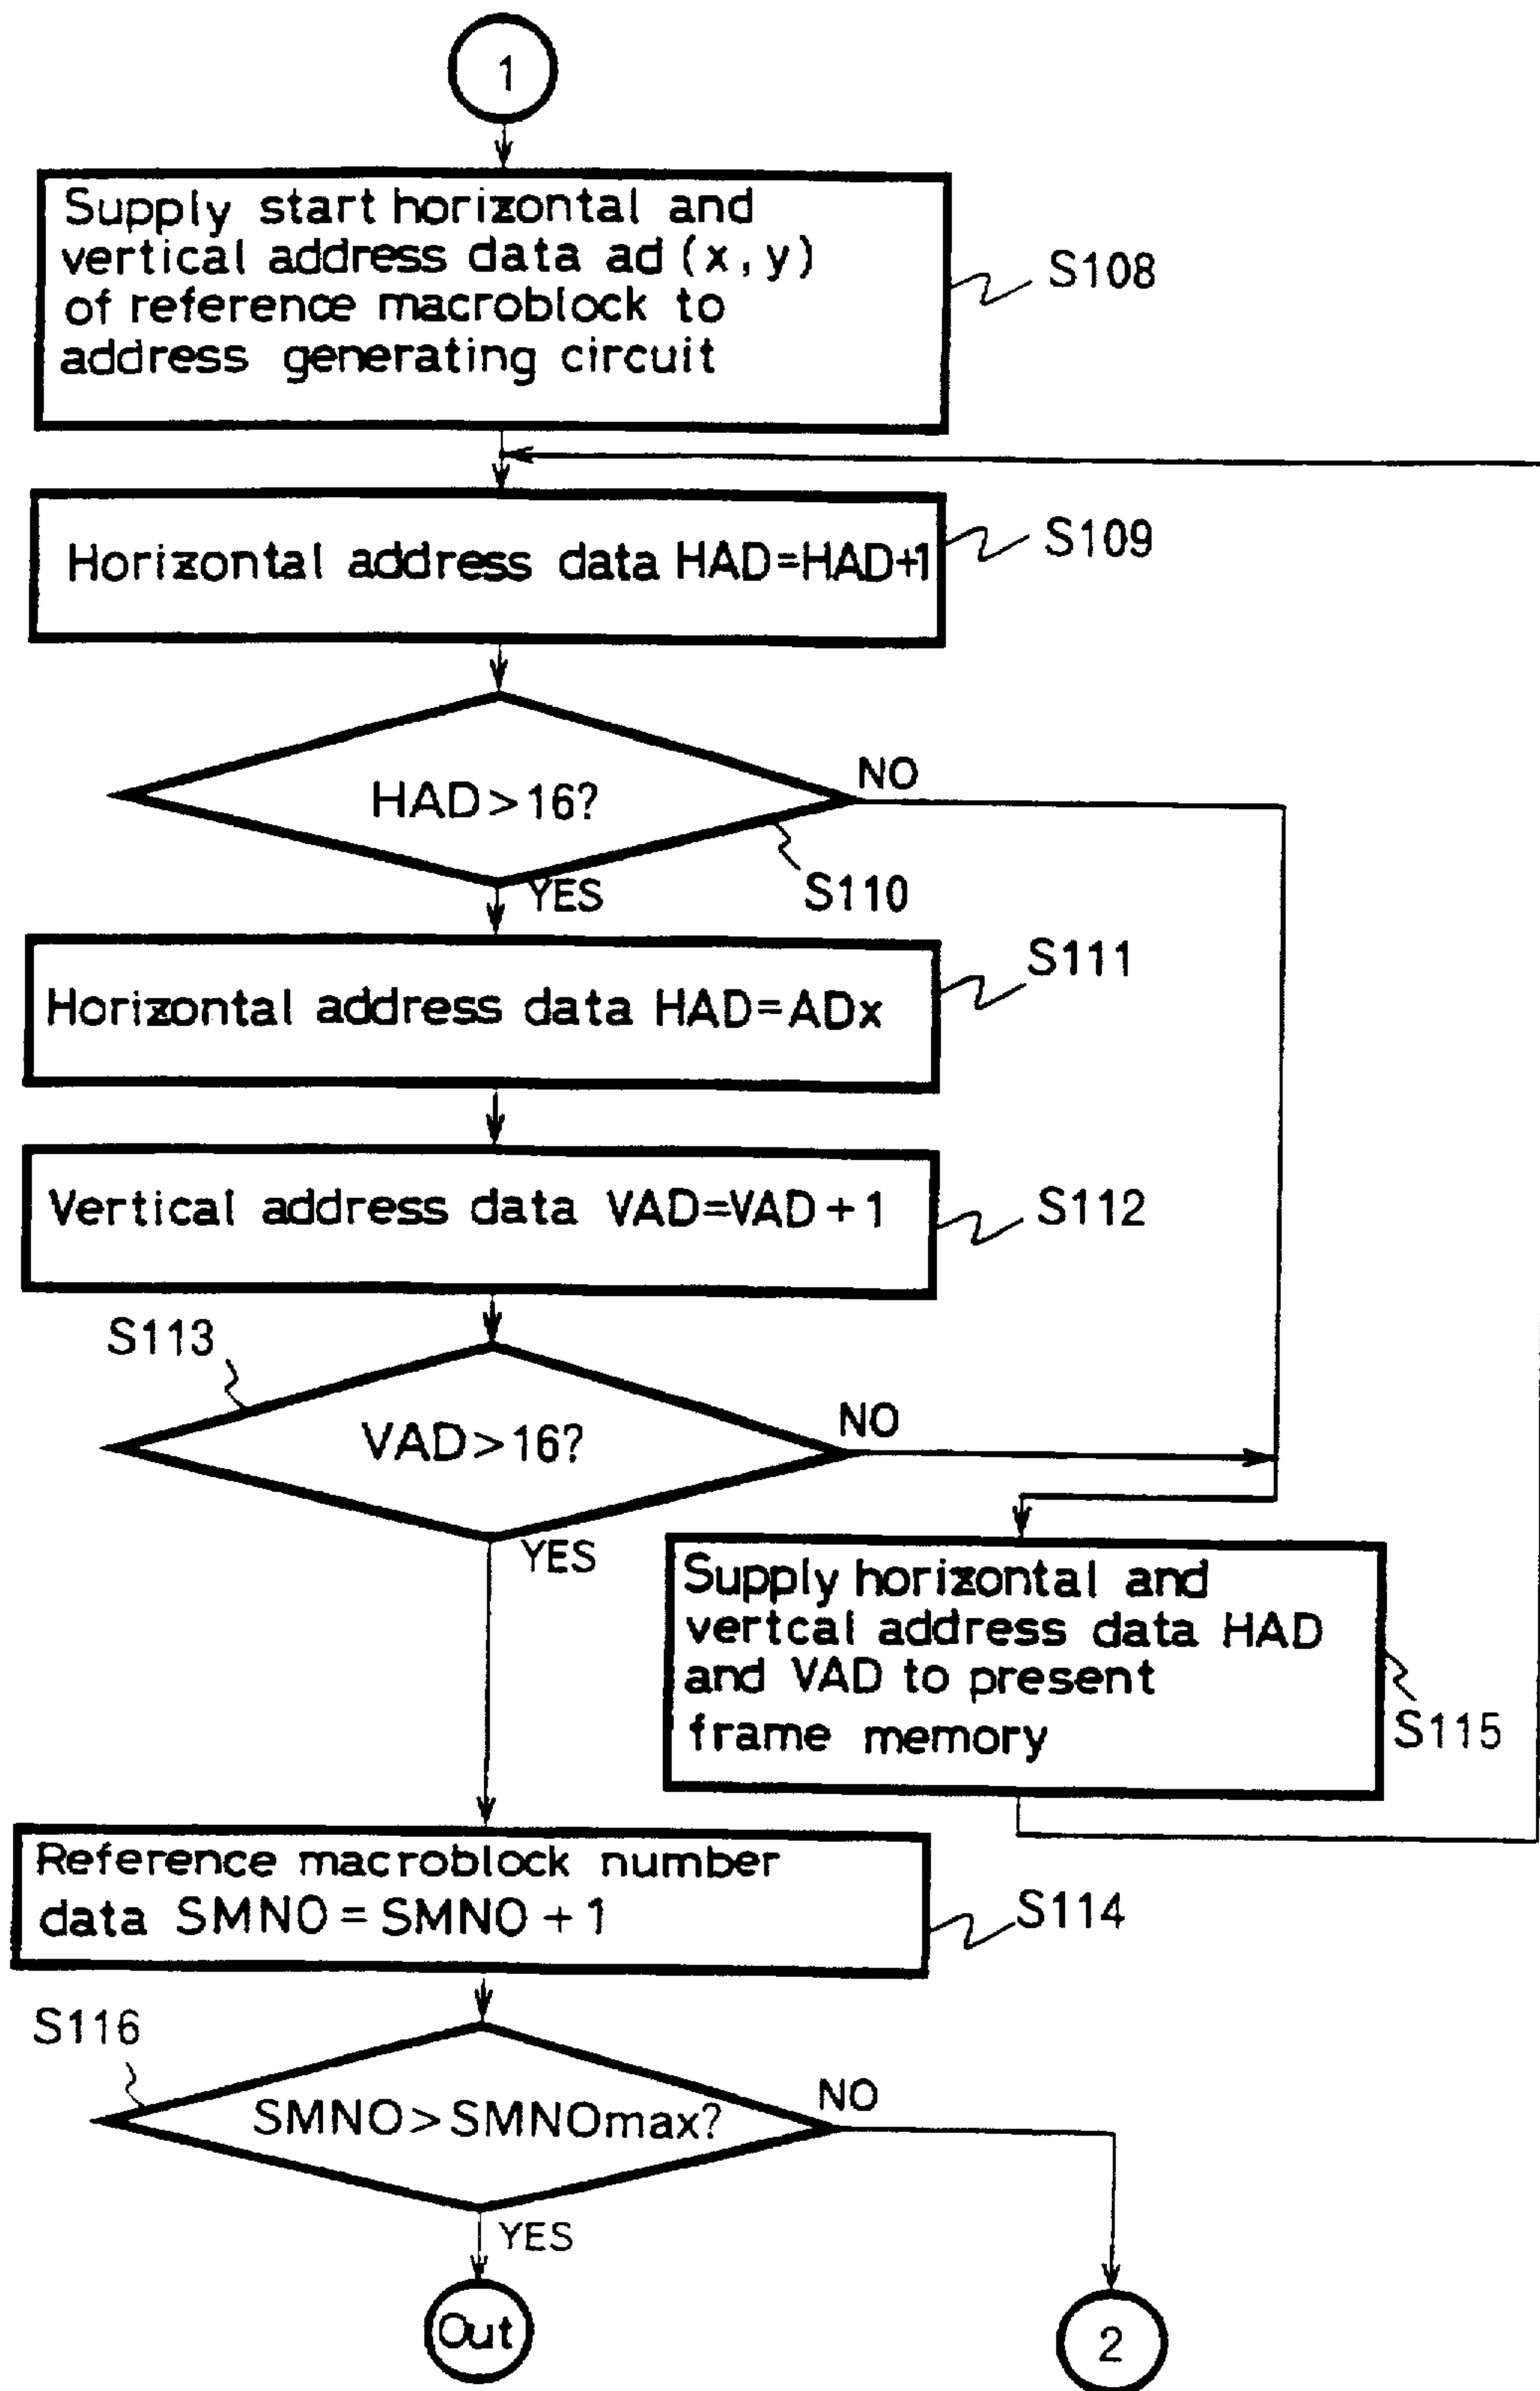 1
Supply start horizontal and
vertical address data ad (x, y)
of reference macroblock to
address generating circuit
S108
Horizontal address data HAD=HAD+1
S109
HAD>16?
NO
S110
YES
Horizontal address data HAD=ADx
S111
Vertical address data VAD=VAD+1
S112
S113
VAD>16?
NO
YES
Supply horizontal and
vertcal address data HAD
and VAD to present
frame memory
S115
Reference macroblock number
data SMNO=SMNO+1
S114
S116
SMNO>SMNOmax?
NO
YES
Out
2